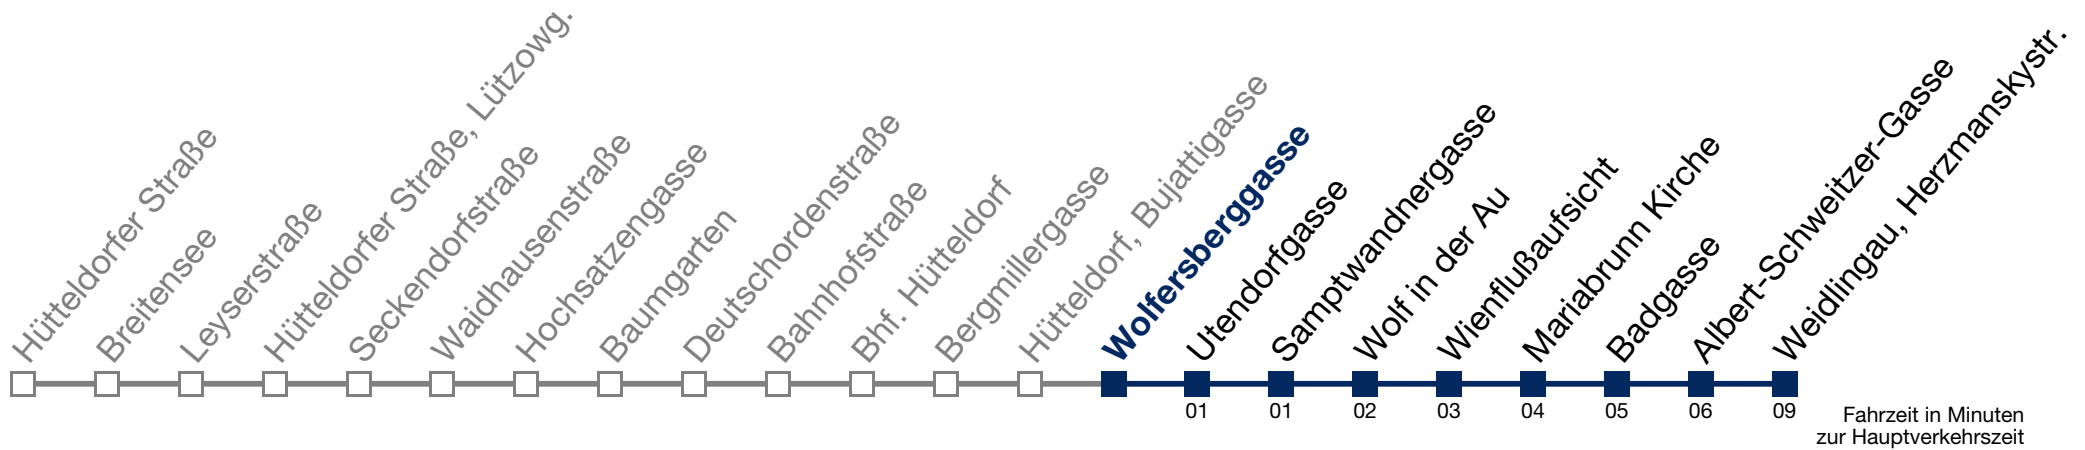 Hütteldorfer Straße
Breitensee
Leyserstraße
Hütteldorfer Straße, Lützowg.
Seckendorfstraße
Waidhausenstraße
Hochsatzengasse
Baumgarten
Deutschordenstraße
Bahnhofstraße
Bhf. Hütteldorf
Bergmillergasse
Hütteldorf, Bujattigasse
Wolfersberggasse
Utendorfgasse
Samptwandnergasse
Wolf in der Au
Wienflußaufsicht
Mariabrunn Kirche
Badgasse
Albert-Schweitzer-Gasse
Weidlingau, Herzmanskystr.
01 01 02 03 04 05 06 09
Fahrzeit in Minuten
zur Hauptverkehrszeit